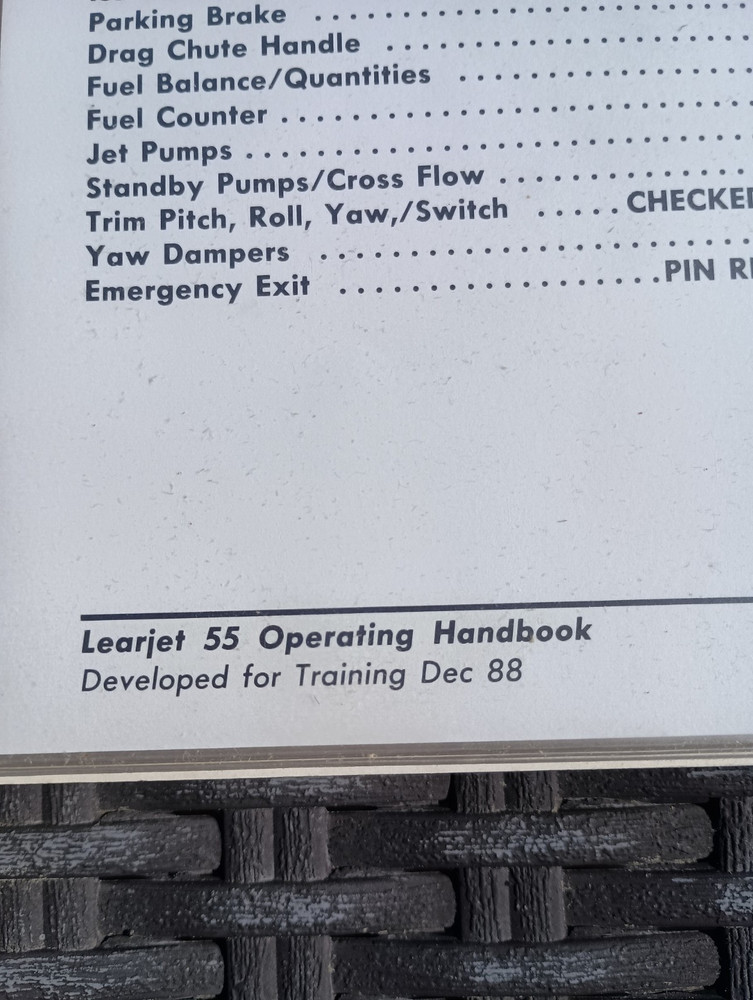 Parking Brake ..............................
Drag Chute Handle .........................
Fuel Balance/Quantities ....................
Fuel Counter ..............................
Jet Pumps ................................
Standby Pumps/Cross Flow .................
Trim Pitch, Roll, Yaw,/Switch .....
Yaw Dampers ............................
Emergency Exit ...................PIN
Learjet 55 Operating Handbook
Developed for Training Dec 88